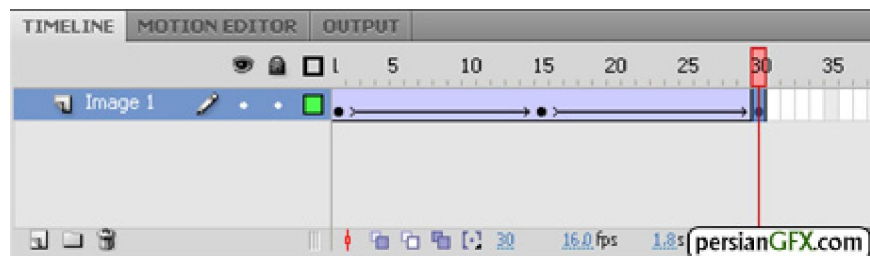 TIMELINE MOTION EDITOR OUTPUT
1 5 10 15 20 25 30 35
Image 1
30 16.0 fps 1.8s persianGFX.com